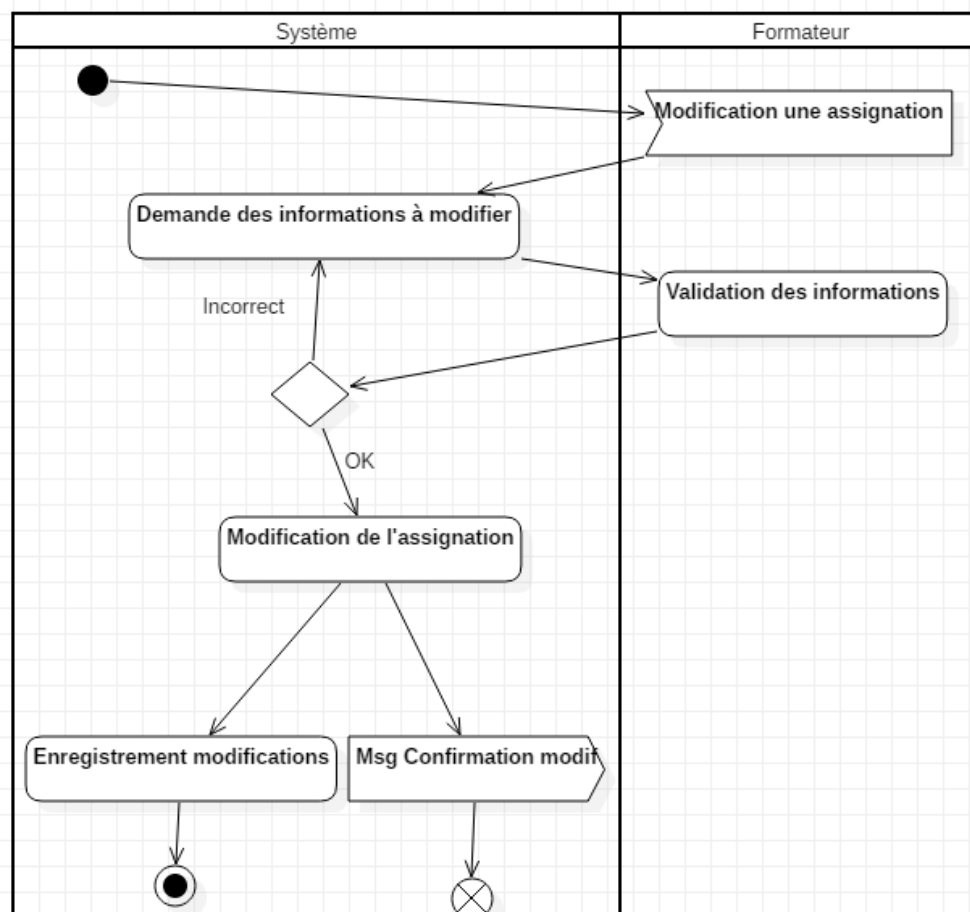 Système
Formateur
Modification une assignation
Demande des informations à modifier
Validation des informations
Incorrect
OK
Modification de l'assignation
Enregistrement modifications
Msg Confirmation modif